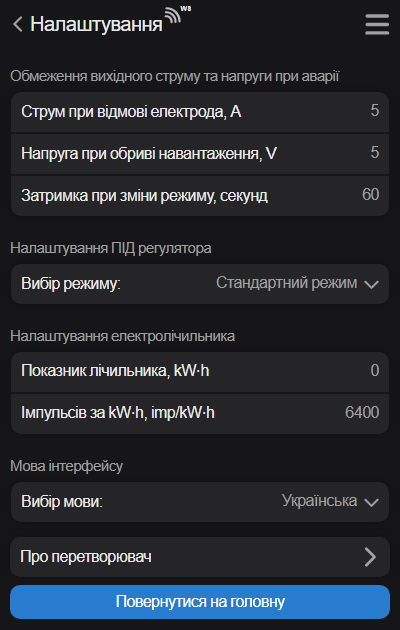 Налаштування W8
Обмеження вихідного струму та напруги при аварії
Струм при відмові електрода, А 5
Напруга при обриві навантаження, V 5
Затримка при зміни режиму, секунд 60
Налаштування ПІД регулятора
Вибір режиму: Стандартний режим
Налаштування електролічильника
Показник лічильника, kW·h 0
Імпульсів за kW·h, imp/kW·h 6400
Мова інтерфейсу
Вибір мови: Українська
Про перетворювач
Повернутися на головну